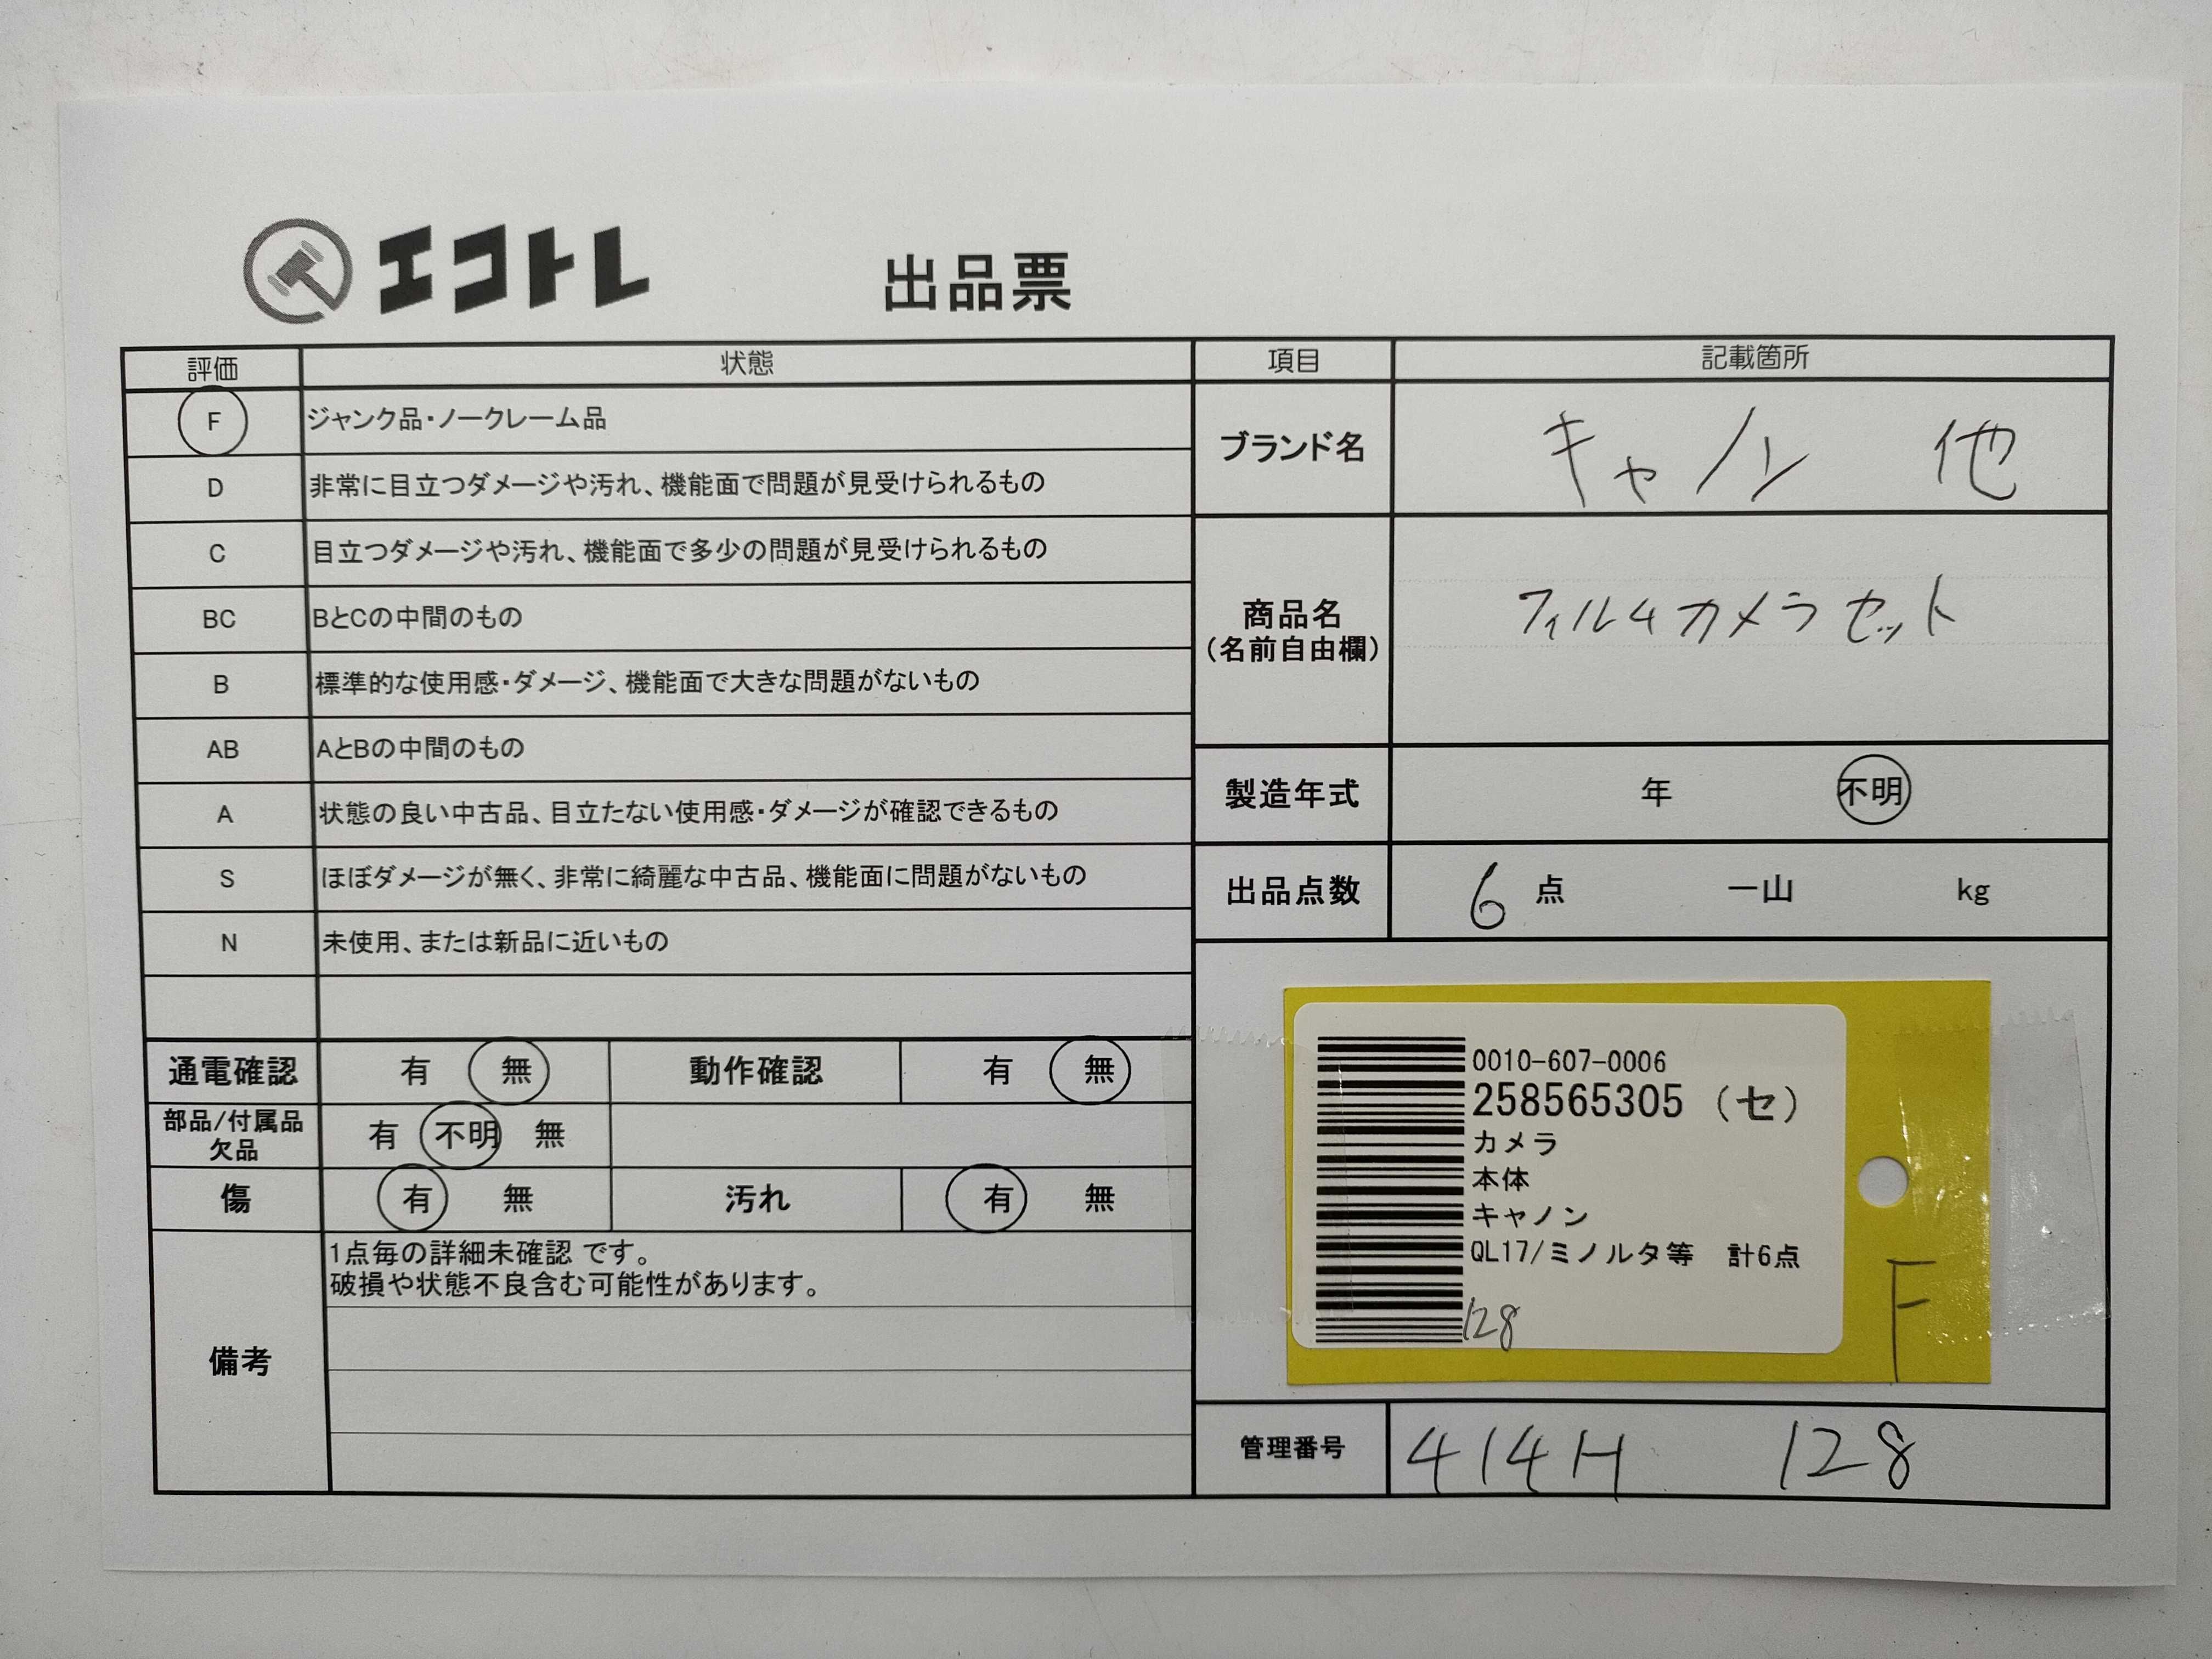 エコトレ
出品票
評価 状態
F ジャンク品・ノークレーム品
D 非常に目立つダメージや汚れ、機能面で問題が見受けられるもの
C 目立つダメージや汚れ、機能面で多少の問題が見受けられるもの
BC BとCの中間のもの
B 標準的な使用感・ダメージ、機能面で大きな問題がないもの
AB AとBの中間のもの
A 状態の良い中古品、目立たない使用感・ダメージが確認できるもの
S ほぼダメージが無く、非常に綺麗な中古品、機能面に問題がないもの
N 未使用、または新品に近いもの
通電確認 有 無 動作確認 有 無
部品/付属品
欠品
有 不明 無
傷 有 無 汚れ 有 無
備考
1点毎の詳細未確認 です。
破損や状態不良含む可能性があります。
項目 記載箇所
ブランド名 キャノン 他
商品名
(名前自由欄)
フィルムカメラセット
製造年式 年 不明
出品点数 6 点 一山 kg
0010-607-0006
258565305 (セ)
カメラ
本体
キャノン
QL17/ミノルタ等 計6点
128
F
管理番号 414H 128